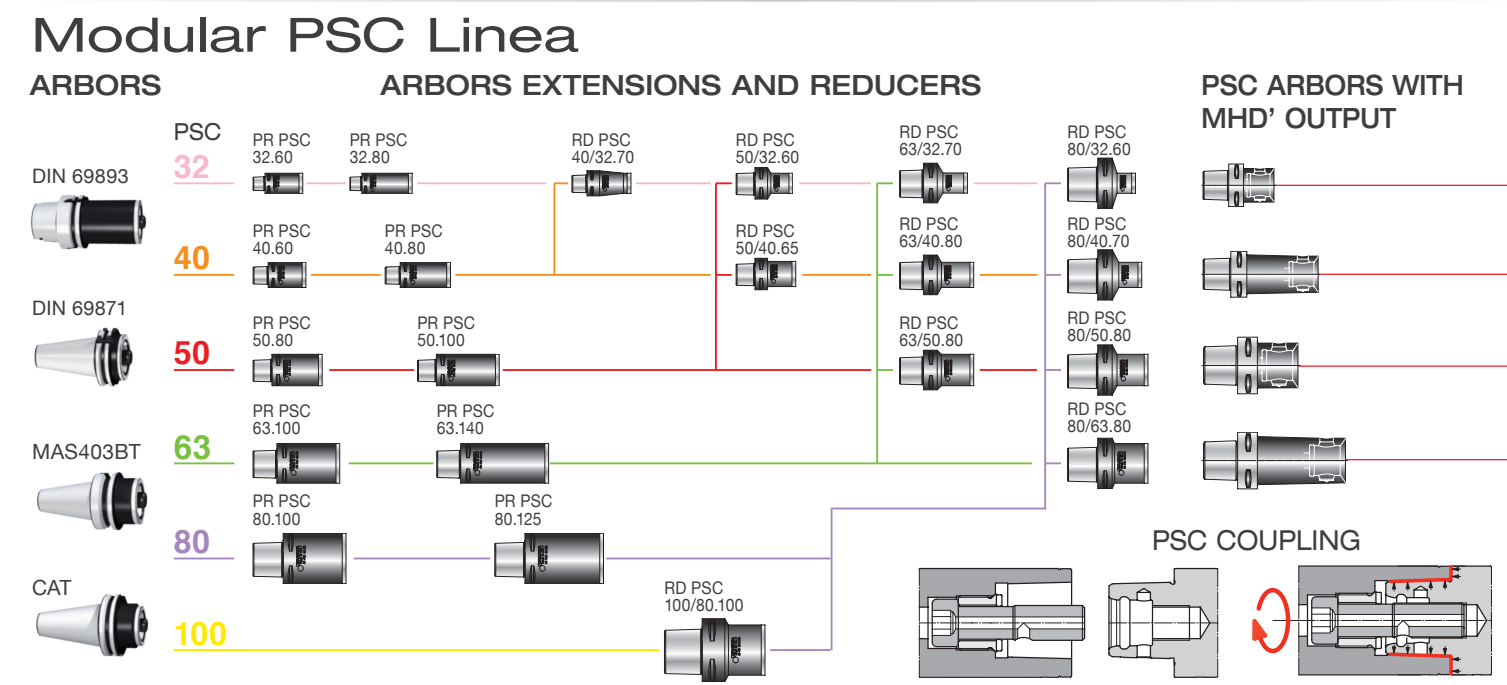 Modular PSC Linea
ARBORS
ARBORS EXTENSIONS AND REDUCERS
PSC ARBORS WITH
MHD’ OUTPUT
PSC
32
PR PSC
32.60
PR PSC
32.80
RD PSC
40/32.70
RD PSC
50/32.60
RD PSC
63/32.70
RD PSC
80/32.60
DIN 69893
40
PR PSC
40.60
PR PSC
40.80
RD PSC
50/40.65
RD PSC
63/40.80
RD PSC
80/40.70
DIN 69871
50
PR PSC
50.80
PR PSC
50.100
RD PSC
63/50.80
RD PSC
80/50.80
MAS403BT
63
PR PSC
63.100
PR PSC
63.140
RD PSC
80/63.80
80
PR PSC
80.100
PR PSC
80.125
PSC COUPLING
CAT
100
RD PSC
100/80.100